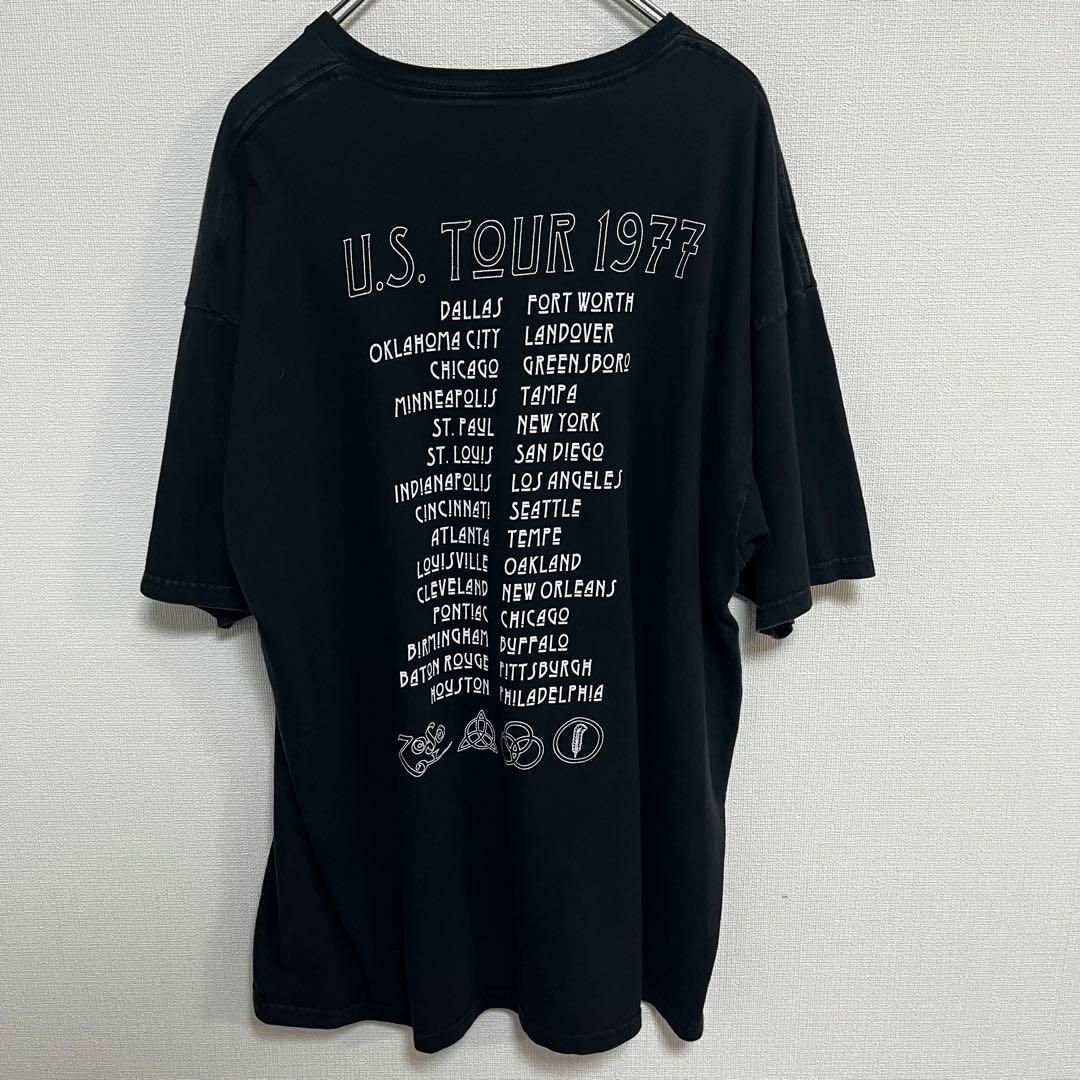 U.S. TOUR 1977
DALLAS FORT WORTH
OKLAHOMA CITY LANDOVER
CHICAGO GREENSBORO
MINNEAPOLIS TAMPA
ST. PAUL NEW YORK
ST. LOUIS SAN DIEGO
INDIANAPOLIS LOS ANGELES
CINCINNATI SEATTLE
ATLANTA TEMPE
LOUISVILLE OAKLAND
CLEVELAND NEW ORLEANS
PONTIAC CHICAGO
BIRMINGHAM BUFFALO
BATON ROUGE PITTSBURGH
HOUSTON PHILADELPHIA